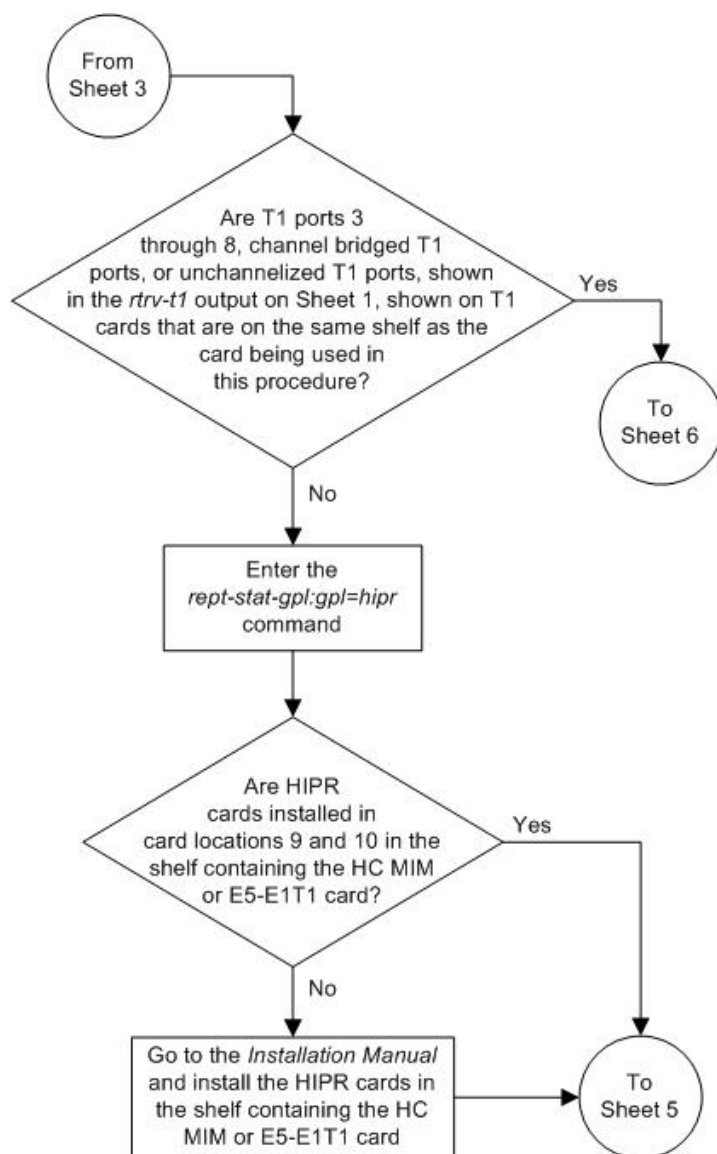 From
Sheet 3
Are T1 ports 3
through 8, channel bridged T1
ports, or unchannelized T1 ports, shown
in the rtrv-t1 output on Sheet 1, shown on T1
cards that are on the same shelf as the
card being used in
this procedure?
Yes
To
Sheet 6
No
Enter the
rept-stat-gpl:gpl=hipr
command
Are HIPR
cards installed in
card locations 9 and 10 in the
shelf containing the HC MIM
or E5-E1T1 card?
Yes
No
Go to the Installation Manual
and install the HIPR cards in
the shelf containing the HC
MIM or E5-E1T1 card
To
Sheet 5